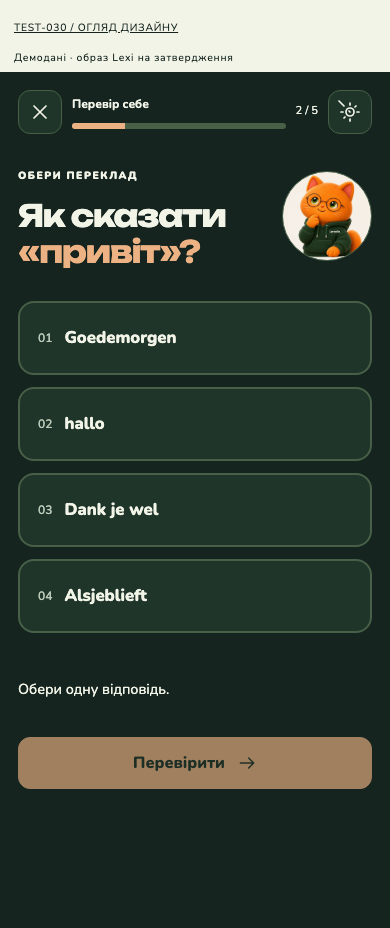 TEST-030 / ОГЛЯД ДИЗАЙНУ
Демодані · образ Lexi на затвердження
Перевір себе
2 / 5
ОБЕРИ ПЕРЕКЛАД
Як сказати
«привіт»?
01 Goedemorgen
02 hallo
03 Dank je wel
04 Alsjeblieft
Обери одну відповідь.
Перевірити →